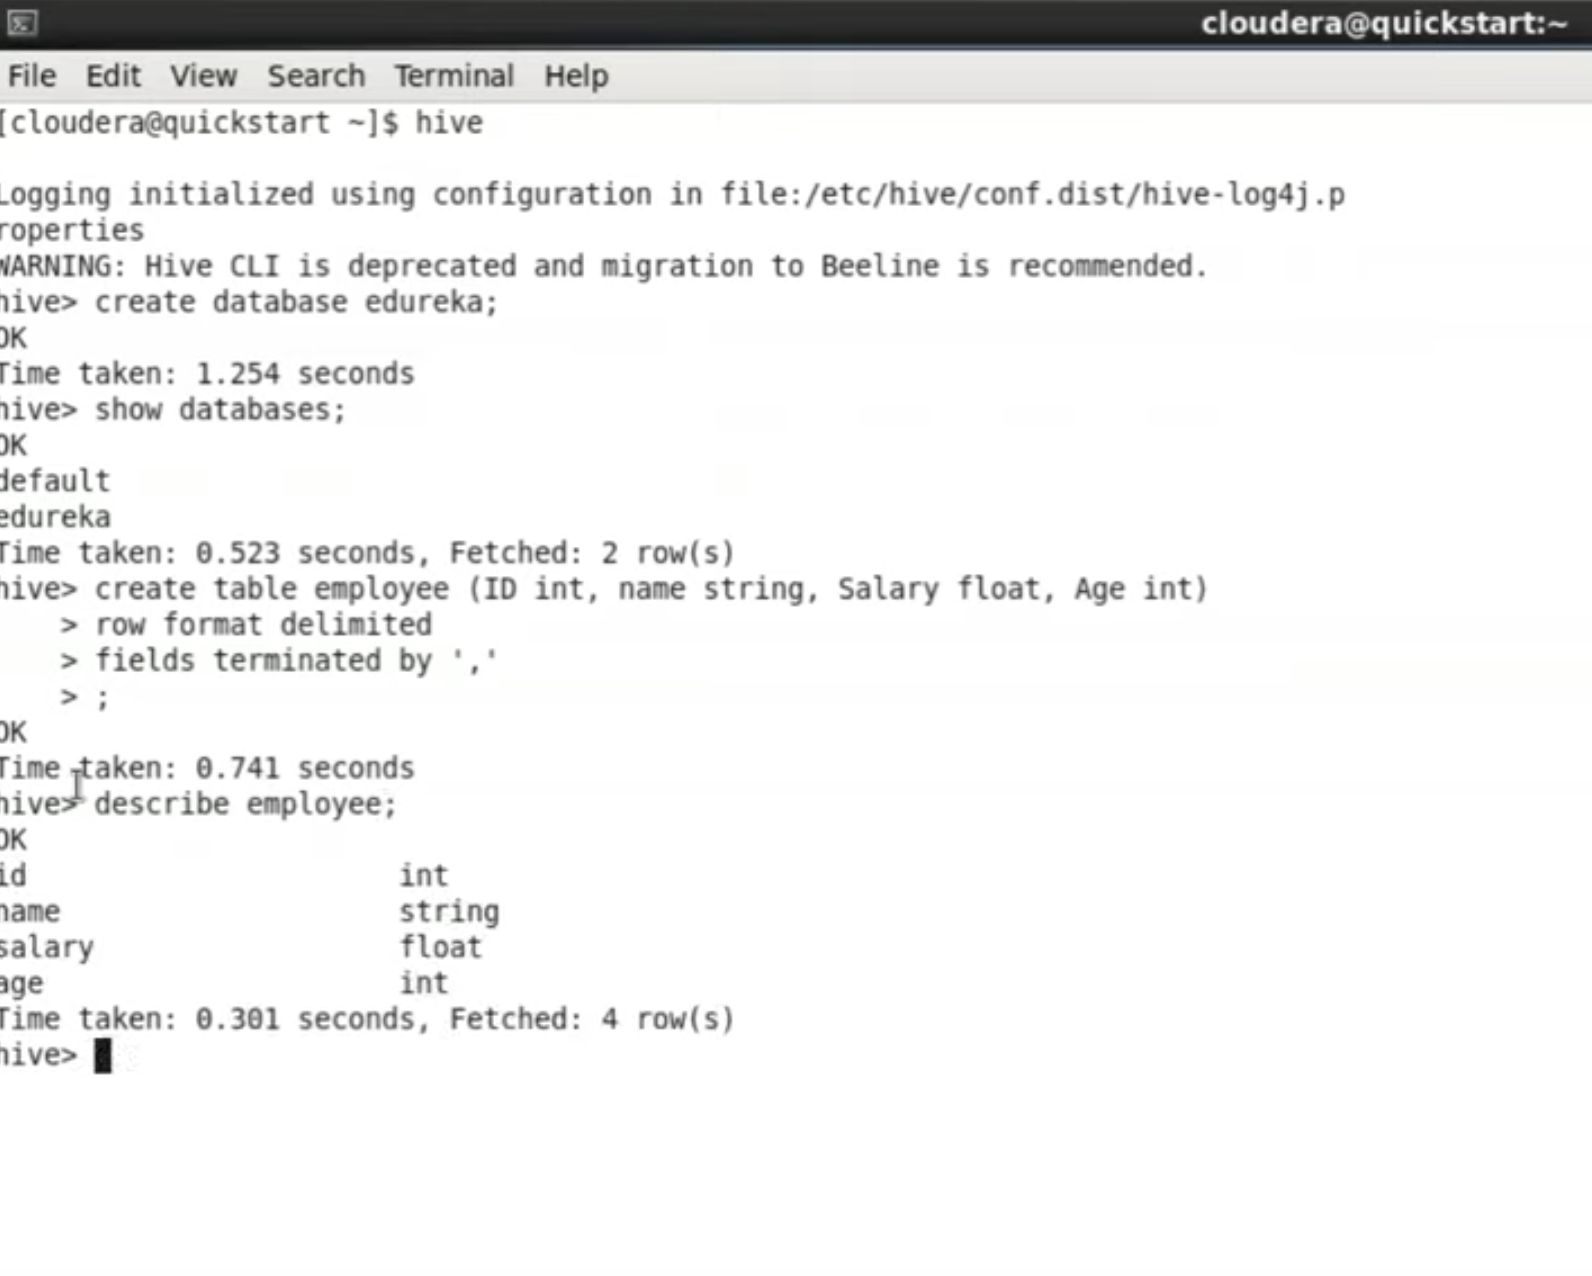 cloudera@quickstart:~
File Edit View Search Terminal Help
[cloudera@quickstart ~]$ hive
Logging initialized using configuration in file:/etc/hive/conf.dist/hive-log4j.p
roperties
WARNING: Hive CLI is deprecated and migration to Beeline is recommended.
hive> create database edureka;
OK
Time taken: 1.254 seconds
hive> show databases;
OK
default
edureka
Time taken: 0.523 seconds, Fetched: 2 row(s)
hive> create table employee (ID int, name string, Salary float, Age int)
> row format delimited
> fields terminated by ','
> ;
OK
Time taken: 0.741 seconds
hive> describe employee;
OK
id int
name string
salary float
age int
Time taken: 0.301 seconds, Fetched: 4 row(s)
hive>